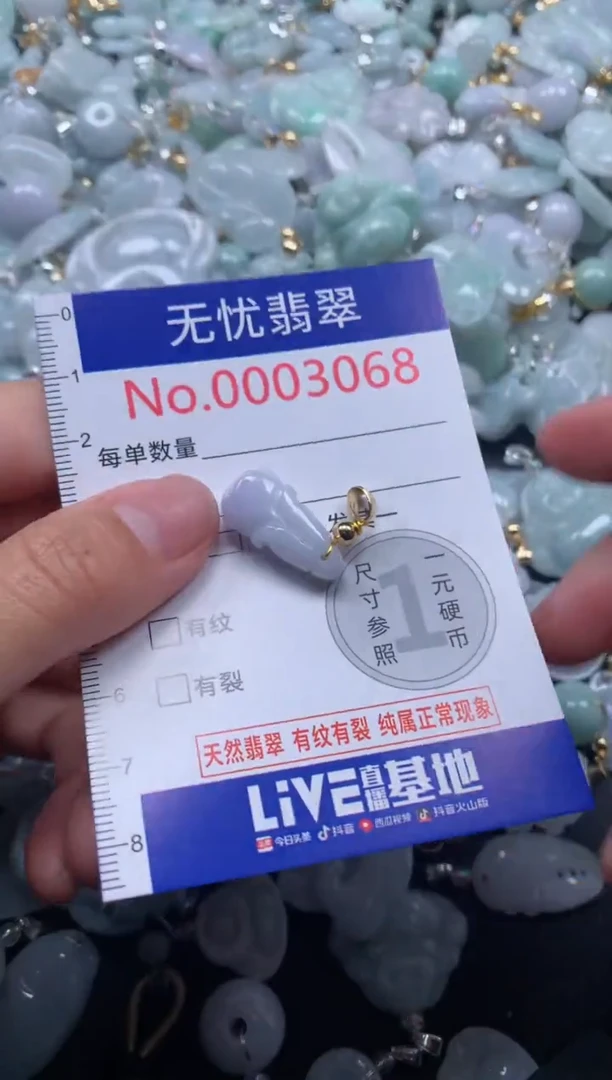 0
无忧翡翠
1
No.0003068
2
每单数量
尺寸参照
1
一元硬币
有纹
6
有裂
天然翡翠 有纹有裂 纯属正常现象
7
LiVE直播基地
8
今日头条 抖音 西瓜视频 抖音火山版